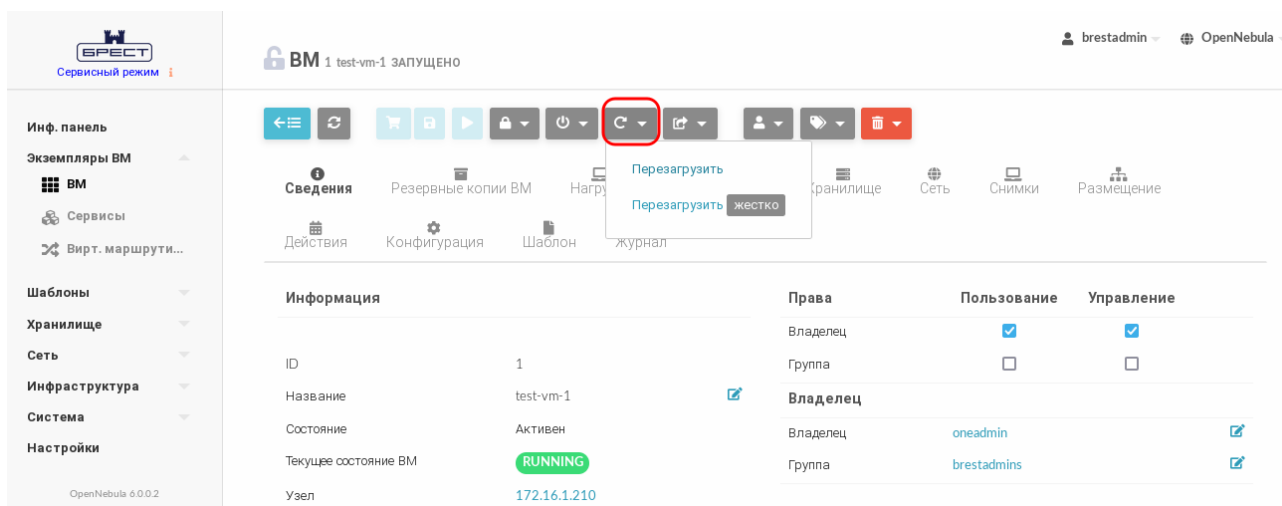 БРЕСТ
Сервисный режим i
ВМ 1 test-vm-1 ЗАПУЩЕНО
brestadmin
OpenNebula
Инф. панель
Экземпляры ВМ
ВМ
Сервисы
Вирт. маршрути...
Шаблоны
Хранилище
Сеть
Инфраструктура
Система
Настройки
OpenNebula 6.0.0.2
Перезагрузить
Перезагрузить жестко
Сведения
Резервные копии ВМ
Нагру
Хранилище
Сеть
Снимки
Размещение
Действия
Конфигурация
Шаблон
Журнал
Информация
ID 1
Название test-vm-1
Состояние Активен
Текущее состояние ВМ RUNNING
Узел 172.16.1.210
Права Пользование Управление
Владелец
Группа
Владелец
Владелец oneadmin
Группа brestadmins